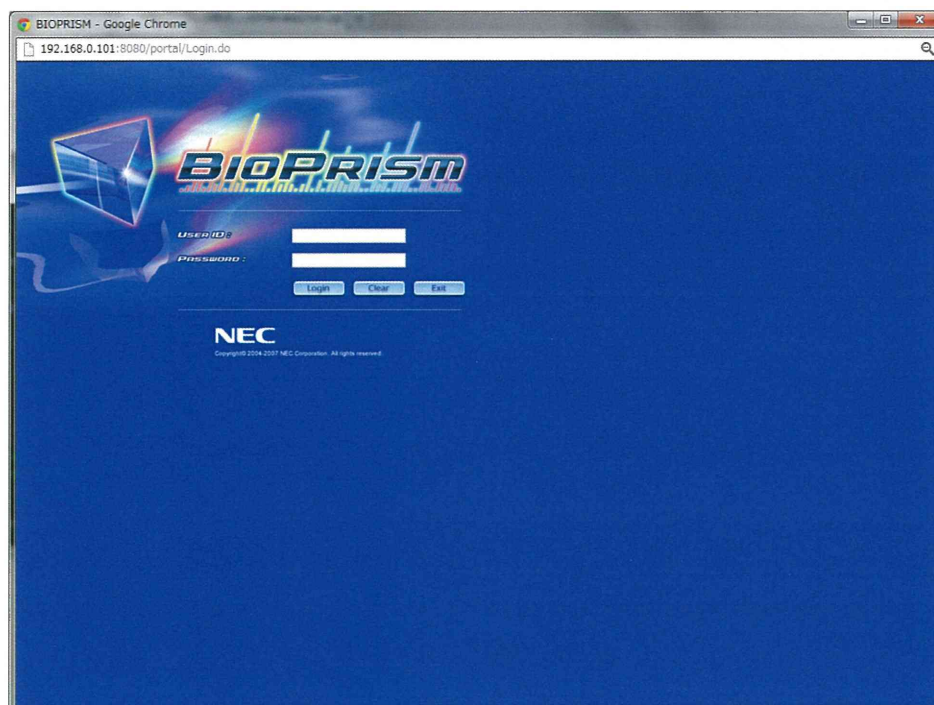 BIOPRISM - Google Chrome
192.168.0.101:8080/portal/Login.do
BIOPRISM
USER ID :
PASSWORD :
Login Clear Exit
NEC
Copyright© 2004-2007 NEC Corporation. All rights reserved.